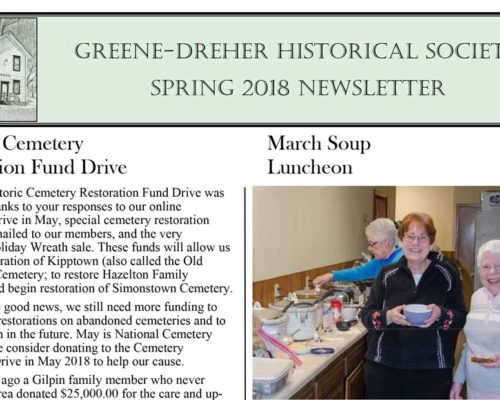 GREENE-DREHER HISTORICAL SOCIET
SPRING 2018 NEWSLETTER
Cemetery
ion Fund Drive
toric Cemetery Restoration Fund Drive was
anks to your responses to our online
rive in May, special cemetery restoration
nailed to our members, and the very
oliday Wreath sale. These funds will allow us
ration of Kipptown (also called the Old
Cemetery; to restore Hazelton Family
d begin restoration of Simonstown Cemetery.
e good news, we still need more funding to
restorations on abandoned cemeteries and to
n in the future. May is National Cemetery
e consider donating to the Cemetery
Drive in May 2018 to help our cause.
ago a Gilpin family member who never
rea donated $25,000.00 for the care and up-
March Soup
Luncheon